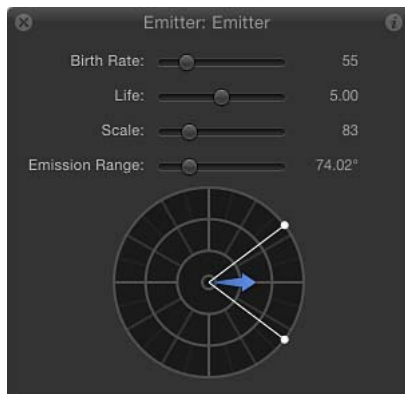 Emitter: Emitter
Birth Rate: 55
Life: 5.00
Scale: 83
Emission Range: 74.02°